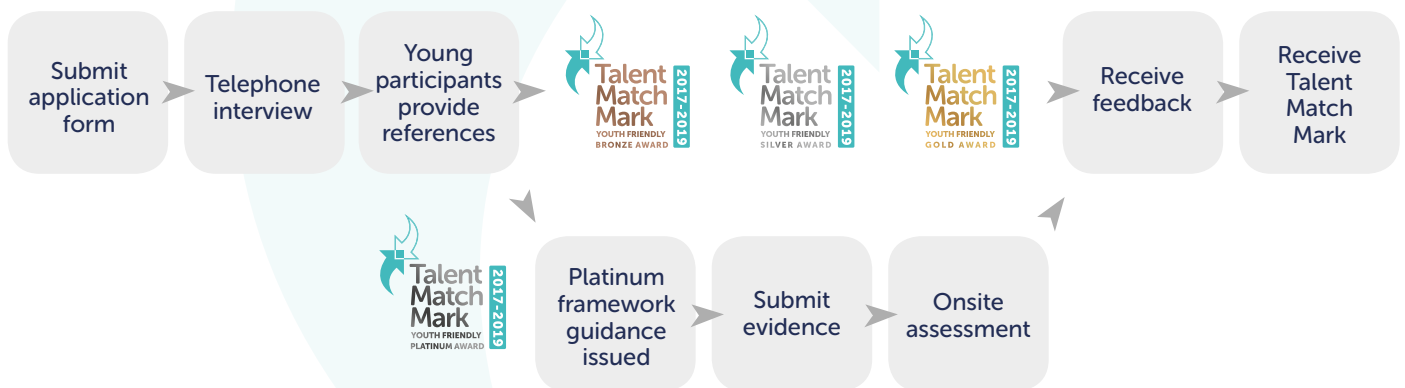 Submit
application
form
Telephone
interview
Young
participants
provide
references
Talent
Match
Mark
YOUTH FRIENDLY
BRONZE AWARD
2017-2019
Talent
Match
Mark
YOUTH FRIENDLY
SILVER AWARD
2017-2019
Talent
Match
Mark
YOUTH FRIENDLY
GOLD AWARD
2017-2019
Receive
feedback
Receive
Talent
Match
Mark
Talent
Match
Mark
YOUTH FRIENDLY
PLATINUM AWARD
2017-2019
Platinum
framework
guidance
issued
Submit
evidence
Onsite
assessment